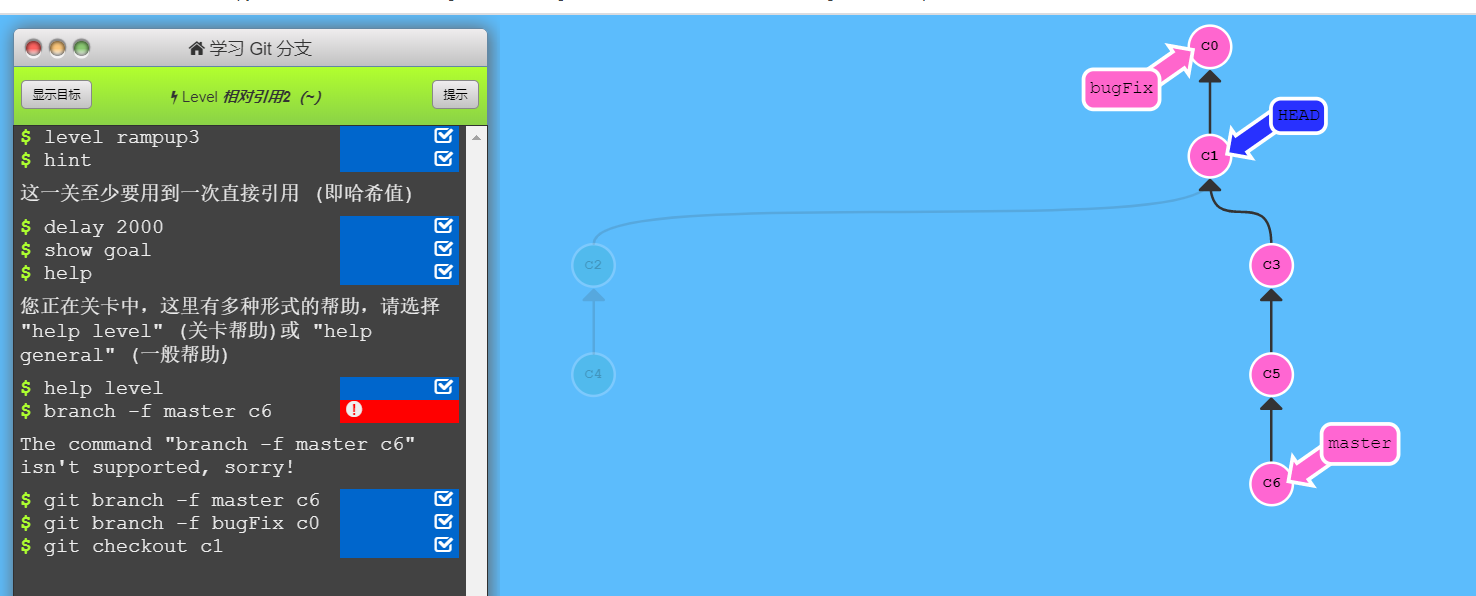 学习 Git 分支
显示目标
Level 相对引用2（~）
提示
$ level rampup3
$ hint
这一关至少要用到一次直接引用 (即哈希值)
$ delay 2000
$ show goal
$ help
您正在关卡中，这里有多种形式的帮助，请选择
"help level" (关卡帮助)或 "help
general" (一般帮助)
$ help level
$ branch -f master c6
The command "branch -f master c6"
isn't supported, sorry!
$ git branch -f master c6
$ git branch -f bugFix c0
$ git checkout c1
c0
bugFix
HEAD
c1
c2
c3
c4
c5
master
c6